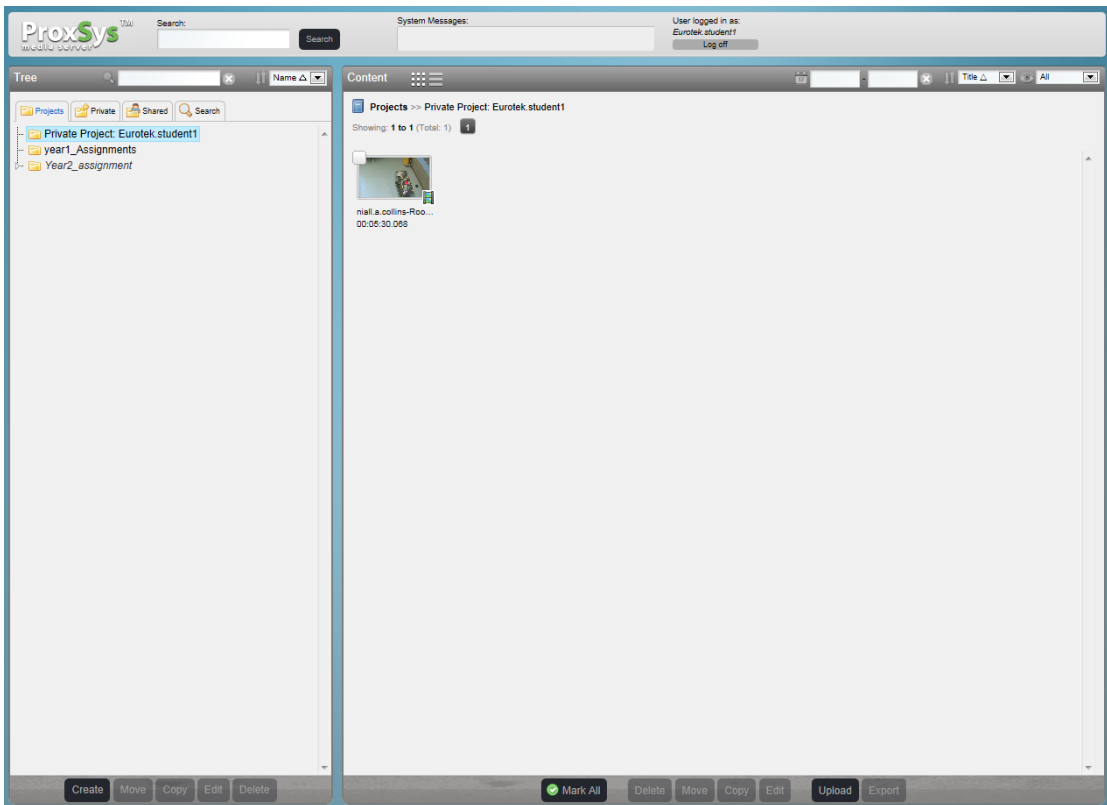 ProxSys™
media server
Search:
Search
System Messages:
User logged in as:
Eurotek.student1
Log off
Tree
Name △
Projects
Private
Shared
Search
Private Project: Eurotek.student1
year1_Assignments
Year2_assignment
Create
Move
Copy
Edit
Delete
Content
-
Title △
All
Projects >> Private Project: Eurotek.student1
Showing: 1 to 1 (Total: 1) 1
niall.a.collins-Roo...
00:05:30.068
Mark All
Delete
Move
Copy
Edit
Upload
Export